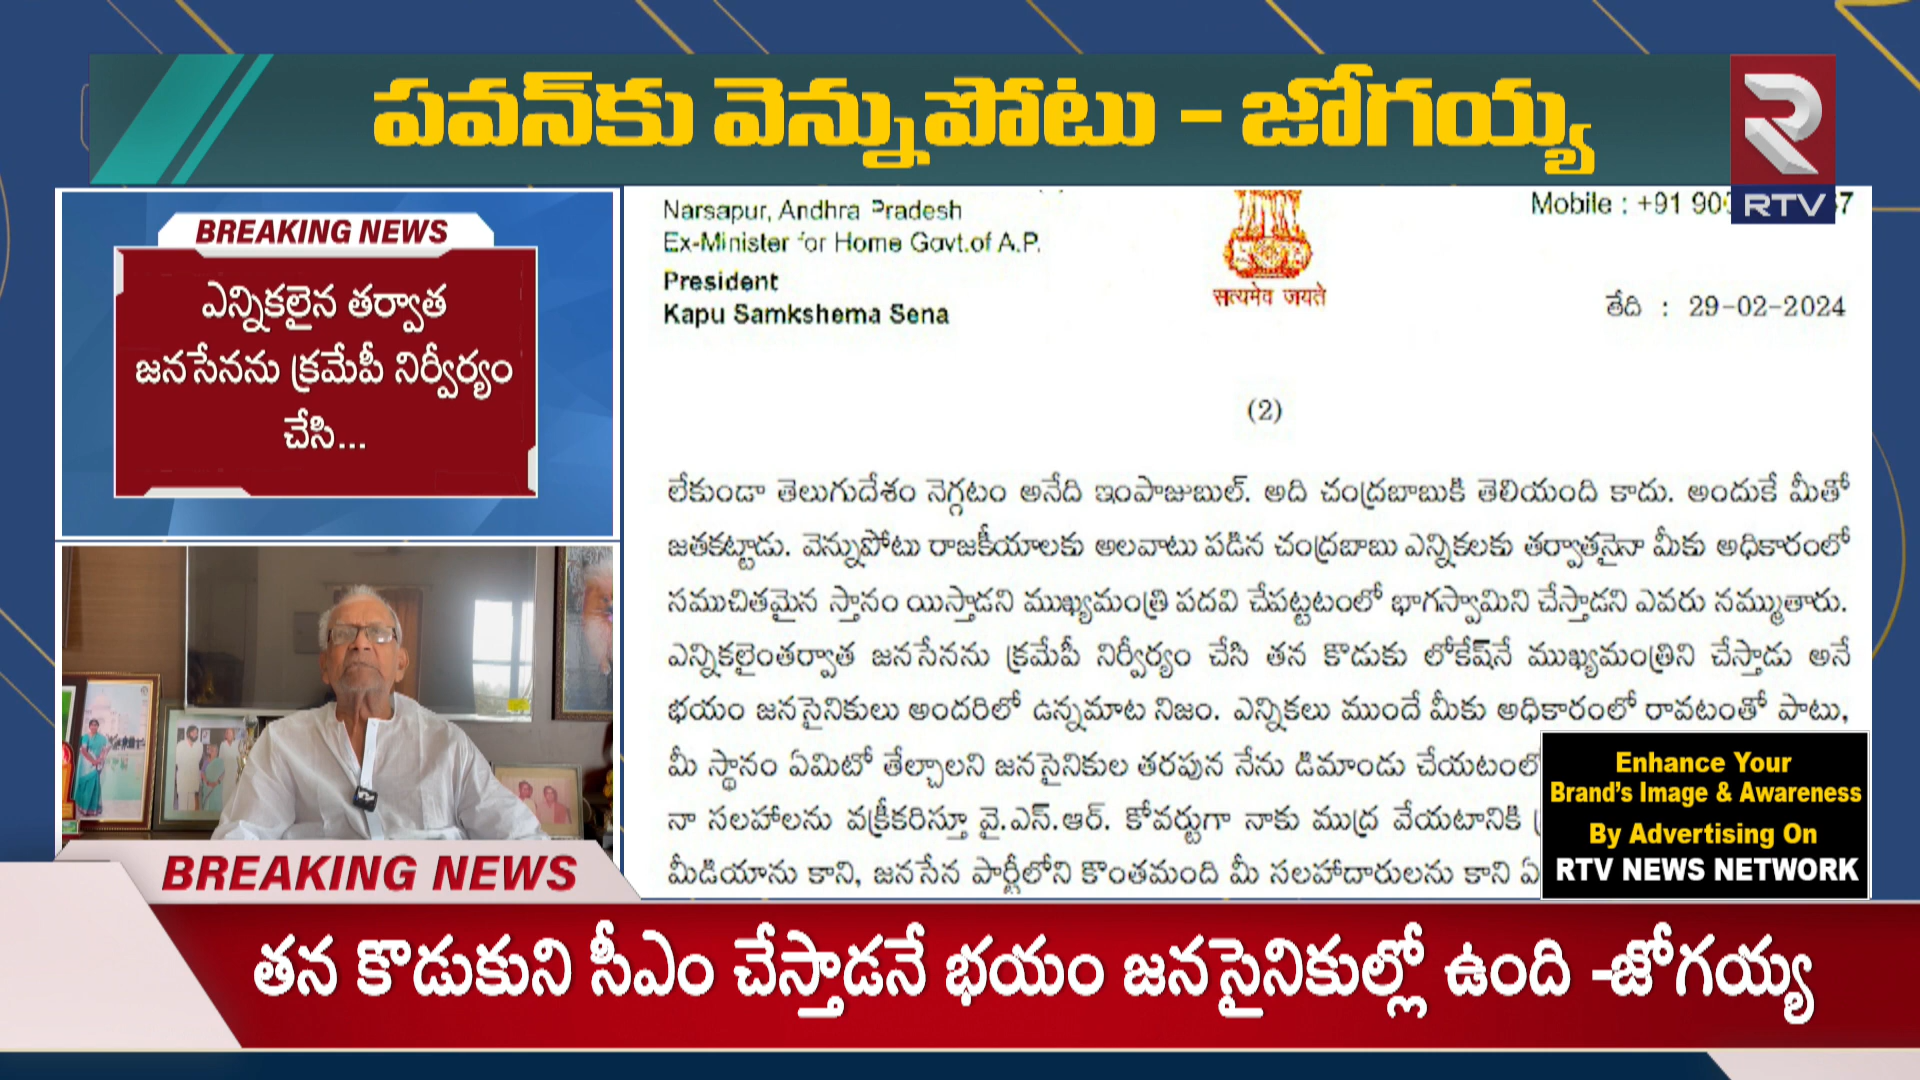 పవన్‌కు వెన్నుపోటు - జోగయ్య
RTV
BREAKING NEWS
ఎన్నికలైన తర్వాత
జనసేనను క్రమేపీ నిర్వీర్యం
చేసి...
Narsapur, Andhra Pradesh
Ex-Minister for Home Govt.of A.P.
President
Kapu Samkshema Sena
सत्यमेव जयते
Mobile : +91 90 7
తేది : 29-02-2024
(2)
లేకుండా తెలుగుదేశం నెగ్గటం అనేది ఇంపాజుబుల్. అది చంద్రబాబుకి తెలియంది కాదు. అందుకే మీతో
జతకట్టాడు. వెన్నుపోటు రాజకీయాలకు అలవాటు పడిన చంద్రబాబు ఎన్నికలకు తర్వాతనైనా మీకు అధికారంలో
సముచితమైన స్తానం యిస్తాడని ముఖ్యమంత్రి పదవి చేపట్టటంలో భాగస్వామిని చేస్తాడని ఎవరు నమ్ముతారు.
ఎన్నికలైంతర్వాత జనసేనను క్రమేపీ నిర్వీర్యం చేసి తన కొడుకు లోకేష్‌నే ముఖ్యమంత్రిని చేస్తాడు అనే
భయం జనసైనికులు అందరిలో ఉన్నమాట నిజం. ఎన్నికలు ముందే మీకు అధికారంలో రావటంతో పాటు,
మీ స్థానం ఏమిటో తేల్చాలని జనసైనికుల తరపున నేను డిమాండు చేయటంలో
నా సలహాలను వక్రీకరిస్తూ వై.ఎస్.ఆర్. కోవర్టుగా నాకు ముద్ర వేయటానికి
మీడియాను కాని, జనసేన పార్టీలోని కొంతమంది మీ సలహాదారులను కాని ఏ
Enhance Your
Brand's Image & Awareness
By Advertising On
RTV NEWS NETWORK
BREAKING NEWS
తన కొడుకుని సీఎం చేస్తాడనే భయం జనసైనికుల్లో ఉంది -జోగయ్య